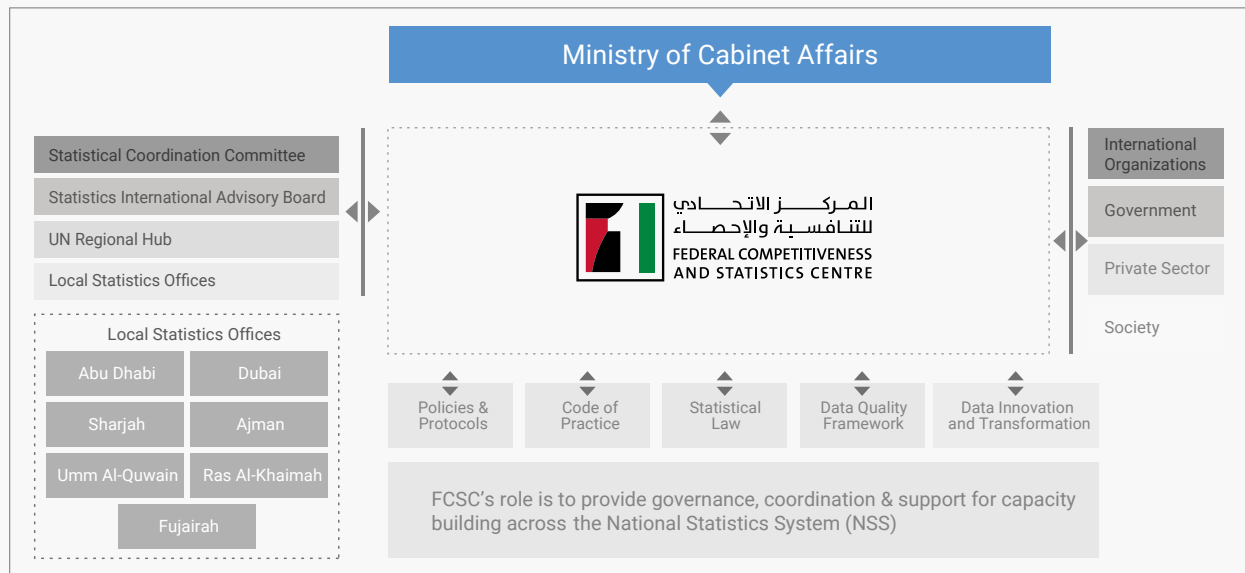 Ministry of Cabinet Affairs
Statistical Coordination Committee
Statistics International Advisory Board
UN Regional Hub
Local Statistics Offices
Local Statistics Offices
Abu Dhabi
Dubai
Sharjah
Ajman
Umm Al-Quwain
Ras Al-Khaimah
Fujairah
المركز الاتحادي
للتنافسية والإحصاء
FEDERAL COMPETITIVENESS
AND STATISTICS CENTRE
International
Organizations
Government
Private Sector
Society
Policies &
Protocols
Code of
Practice
Statistical
Law
Data Quality
Framework
Data Innovation
and Transformation
FCSC’s role is to provide governance, coordination & support for capacity
building across the National Statistics System (NSS)